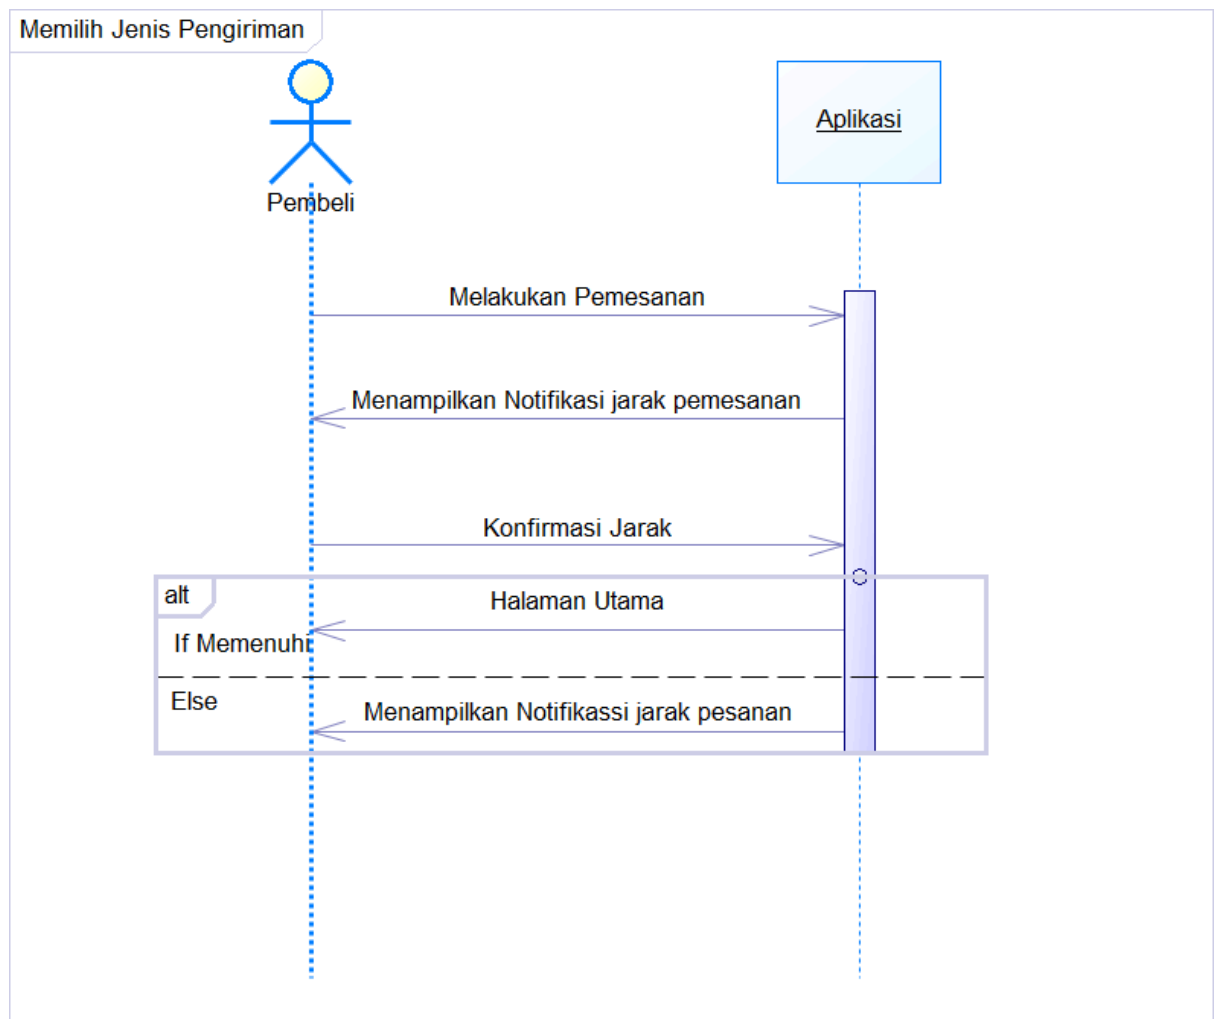 Memilih Jenis Pengiriman
Aplikasi
Pembeli
Melakukan Pemesanan
Menampilkan Notifikasi jarak pemesanan
Konfirmasi Jarak
alt
Halaman Utama
If Memenuhi
Else
Menampilkan Notifikassi jarak pesanan